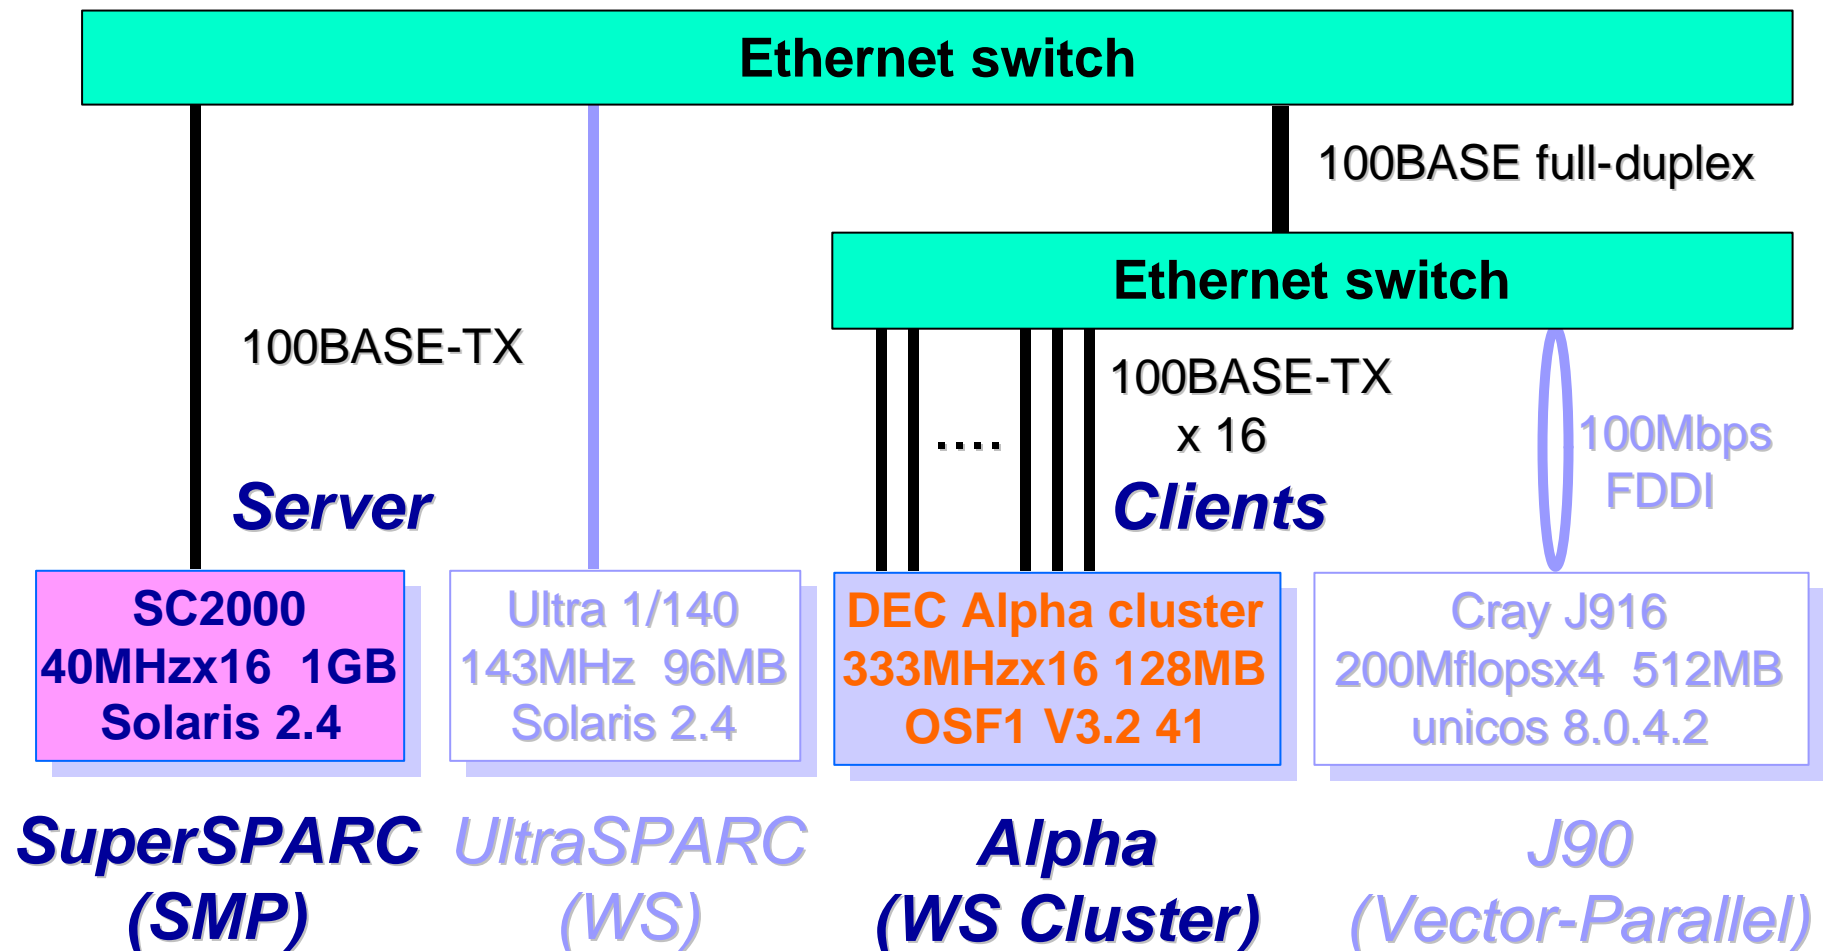 Ethernet switch
100BASE full-duplex
Ethernet switch
100BASE-TX
100BASE-TX
x 16
....
100Mbps
FDDI
Server
Clients
SC2000
40MHzx16 1GB
Solaris 2.4
Ultra 1/140
143MHz 96MB
Solaris 2.4
DEC Alpha cluster
333MHzx16 128MB
OSF1 V3.2 41
Cray J916
200Mflopsx4 512MB
unicos 8.0.4.2
SuperSPARC
(SMP)
UltraSPARC
(WS)
Alpha
(WS Cluster)
J90
(Vector-Parallel)